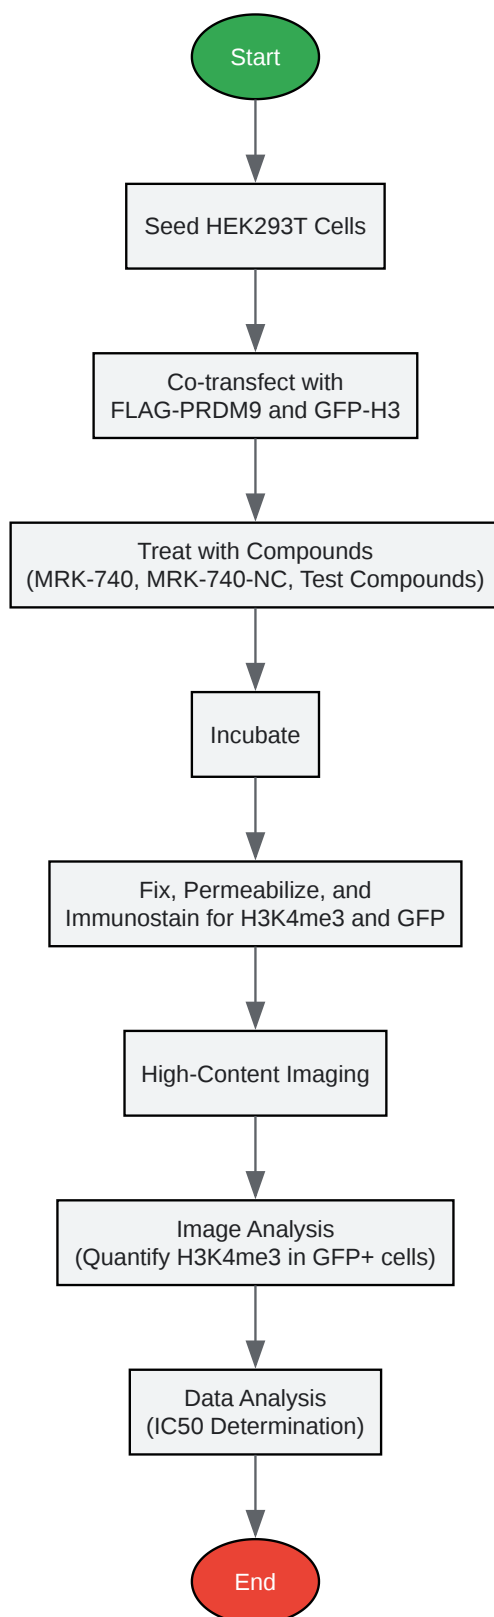 Start
Seed HEK293T Cells
Co-transfect with
FLAG-PRDM9 and GFP-H3
Treat with Compounds
(MRK-740, MRK-740-NC, Test Compounds)
Incubate
Fix, Permeabilize, and
Immunostain for H3K4me3 and GFP
High-Content Imaging
Image Analysis
(Quantify H3K4me3 in GFP+ cells)
Data Analysis
(IC50 Determination)
End